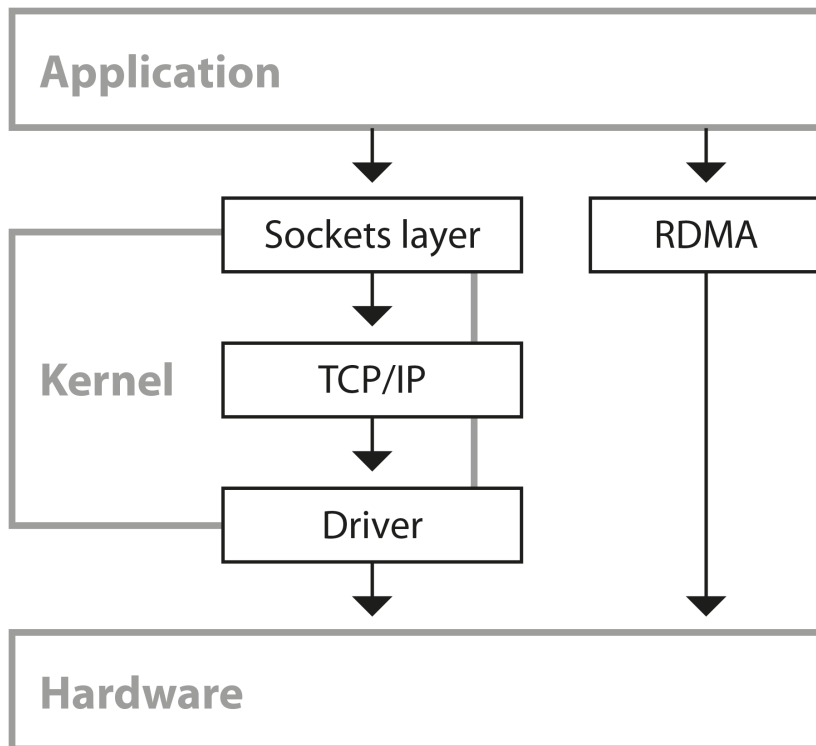 Application
Sockets layer
RDMA
Kernel
TCP/IP
Driver
Hardware